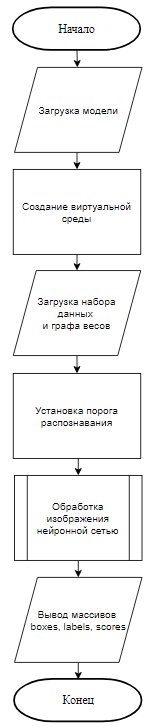 Начало
Загрузка модели
Создание виртуальной
среды
Загрузка набора
данных
и графа весов
Установка порога
распознавания
Обработка
изображения
нейронной сетью
Вывод массивов
boxes, labels, scores
Конец